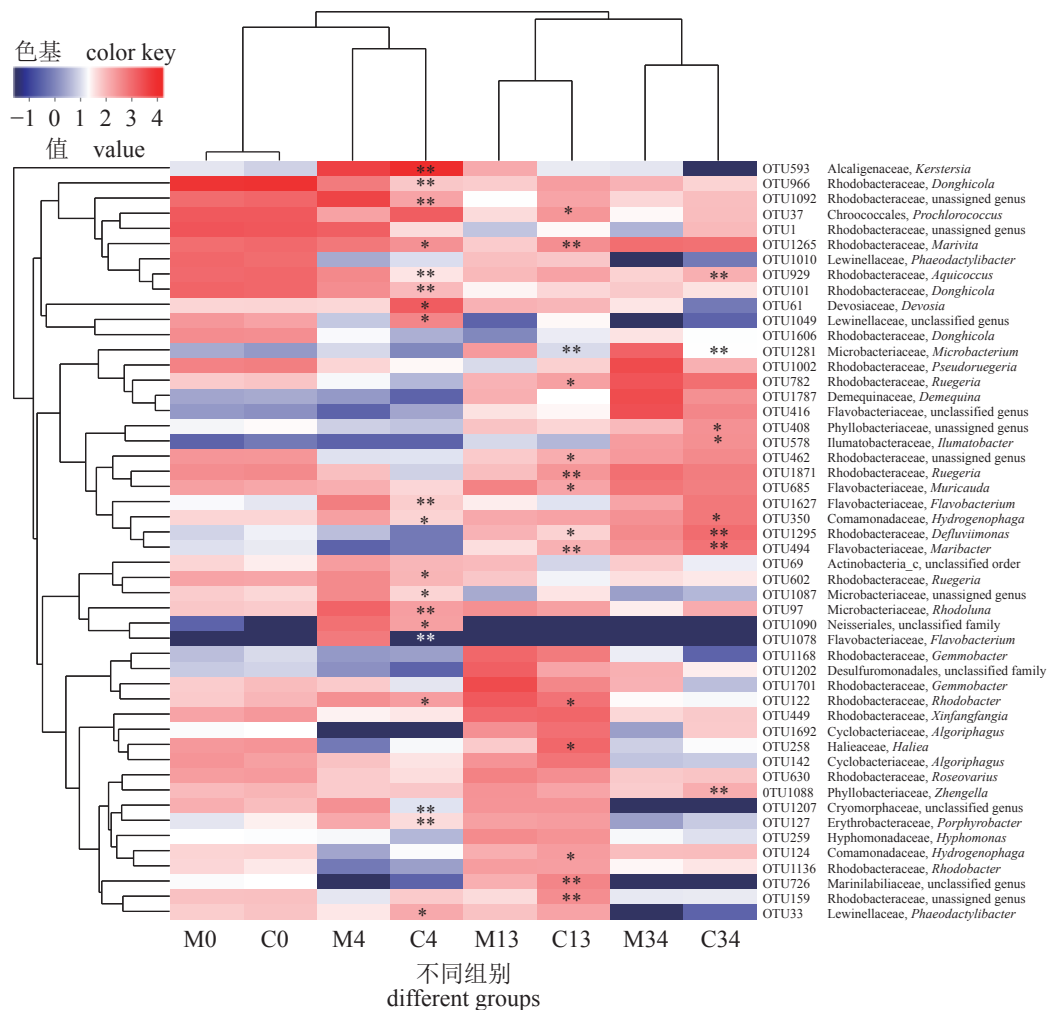 色基 color key
−1 0 1 2 3 4
值 value
** OTU593 Alcaligenaceae, Kerstersia
** OTU966 Rhodobacteraceae, Donghicola
** OTU1092 Rhodobacteraceae, unassigned genus
* OTU37 Chroococcales, Prochlorococcus
OTU1 Rhodobacteraceae, unassigned genus
* ** OTU1265 Rhodobacteraceae, Marivita
OTU1010 Lewinellaceae, Phaeodactylibacter
** ** OTU929 Rhodobacteraceae, Aquicoccus
** OTU101 Rhodobacteraceae, Donghicola
* OTU61 Devosiaceae, Devosia
* OTU1049 Lewinellaceae, unclassified genus
OTU1606 Rhodobacteraceae, Donghicola
** ** OTU1281 Microbacteriaceae, Microbacterium
OTU1002 Rhodobacteraceae, Pseudoruegeria
* OTU782 Rhodobacteraceae, Ruegeria
OTU1787 Demequinaceae, Demequina
OTU416 Flavobacteriaceae, unclassified genus
* OTU408 Phyllobacteriaceae, unassigned genus
* OTU578 Ilumatobacteraceae, Ilumatobacter
* OTU462 Rhodobacteraceae, unassigned genus
** OTU1871 Rhodobacteraceae, Ruegeria
* OTU685 Flavobacteriaceae, Muricauda
** OTU1627 Flavobacteriaceae, Flavobacterium
* * OTU350 Comamonadaceae, Hydrogenophaga
* ** OTU1295 Rhodobacteraceae, Defluviimonas
** ** OTU494 Flavobacteriaceae, Maribacter
OTU69 Actinobacteria_c, unclassified order
* OTU602 Rhodobacteraceae, Ruegeria
* OTU1087 Microbacteriaceae, unassigned genus
** OTU97 Microbacteriaceae, Rhodoluna
* OTU1090 Neisseriales, unclassified family
** OTU1078 Flavobacteriaceae, Flavobacterium
OTU1168 Rhodobacteraceae, Gemmobacter
OTU1202 Desulfuromonadales, unclassified family
OTU1701 Rhodobacteraceae, Gemmobacter
* * OTU122 Rhodobacteraceae, Rhodobacter
OTU449 Rhodobacteraceae, Xinfangfangia
OTU1692 Cyclobacteriaceae, Algoriphagus
* OTU258 Halieaceae, Haliea
OTU142 Cyclobacteriaceae, Algoriphagus
OTU630 Rhodobacteraceae, Roseovarius
** 0TU1088 Phyllobacteriaceae, Zhengella
** OTU1207 Cryomorphaceae, unclassified genus
** OTU127 Erythrobacteraceae, Porphyrobacter
OTU259 Hyphomonadaceae, Hyphomonas
* OTU124 Comamonadaceae, Hydrogenophaga
OTU1136 Rhodobacteraceae, Rhodobacter
** OTU726 Marinilabiliaceae, unclassified genus
** OTU159 Rhodobacteraceae, unassigned genus
* OTU33 Lewinellaceae, Phaeodactylibacter
M0 C0 M4 C4 M13 C13 M34 C34
不同组别
different groups